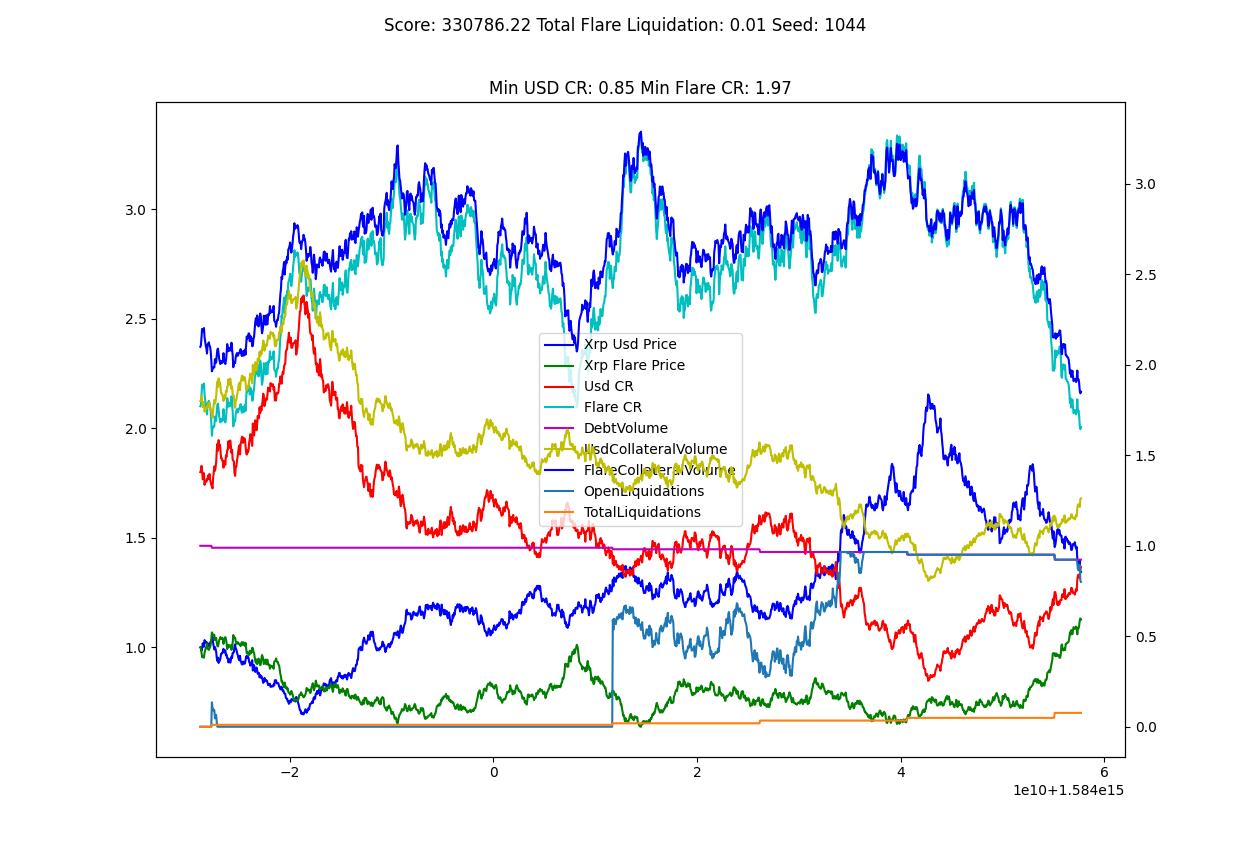 Score: 330786.22 Total Flare Liquidation: 0.01 Seed: 1044
Min USD CR: 0.85 Min Flare CR: 1.97
3.0
2.5
2.0
1.5
1.0
3.0
2.5
2.0
1.5
1.0
0.5
0.0
Xrp Usd Price
Xrp Flare Price
Usd CR
Flare CR
DebtVolume
UsdCollateralVolume
FlareCollateralVolume
OpenLiquidations
TotalLiquidations
−2 0 2 4 6
1e10+1.584e15